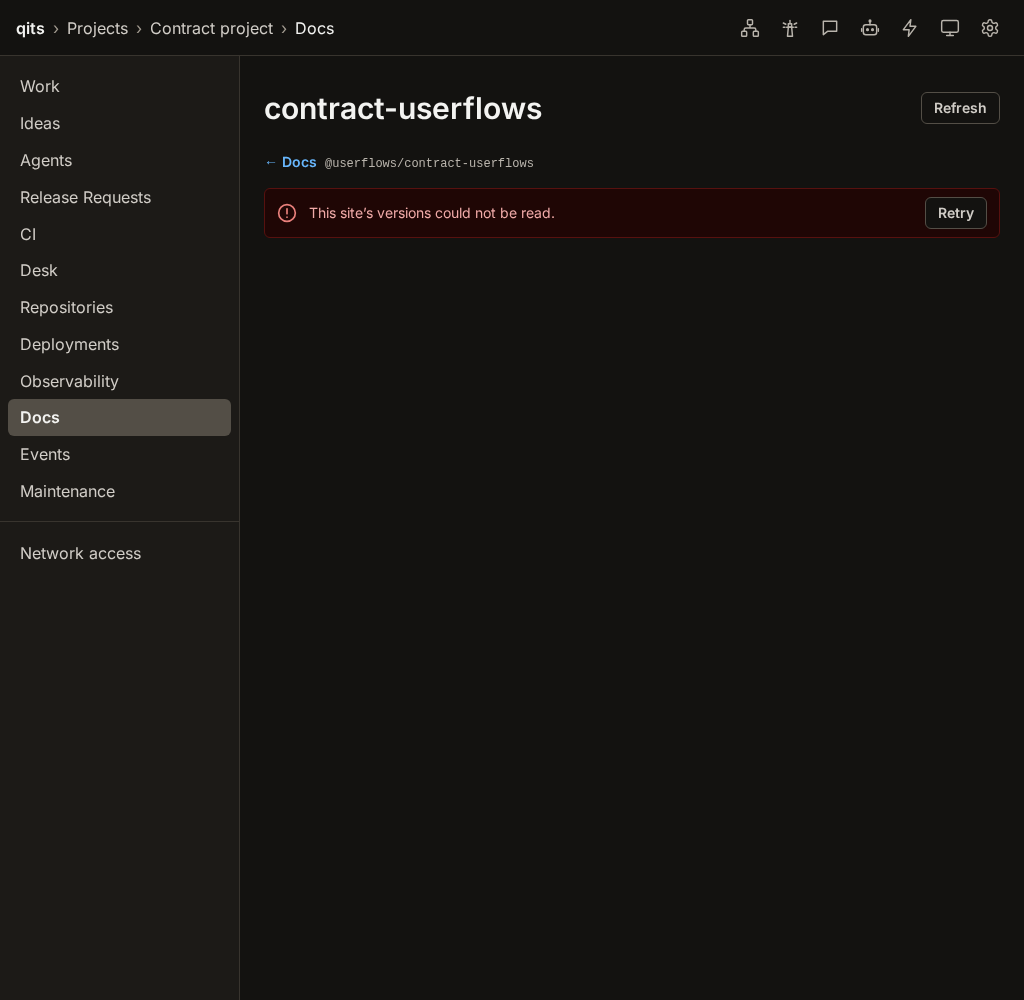 qits › Projects › Contract project › Docs
Work
Ideas
Agents
Release Requests
CI
Desk
Repositories
Deployments
Observability
Docs
Events
Maintenance
Network access
contract-userflows
Refresh
← Docs @userflows/contract-userflows
This site’s versions could not be read.
Retry